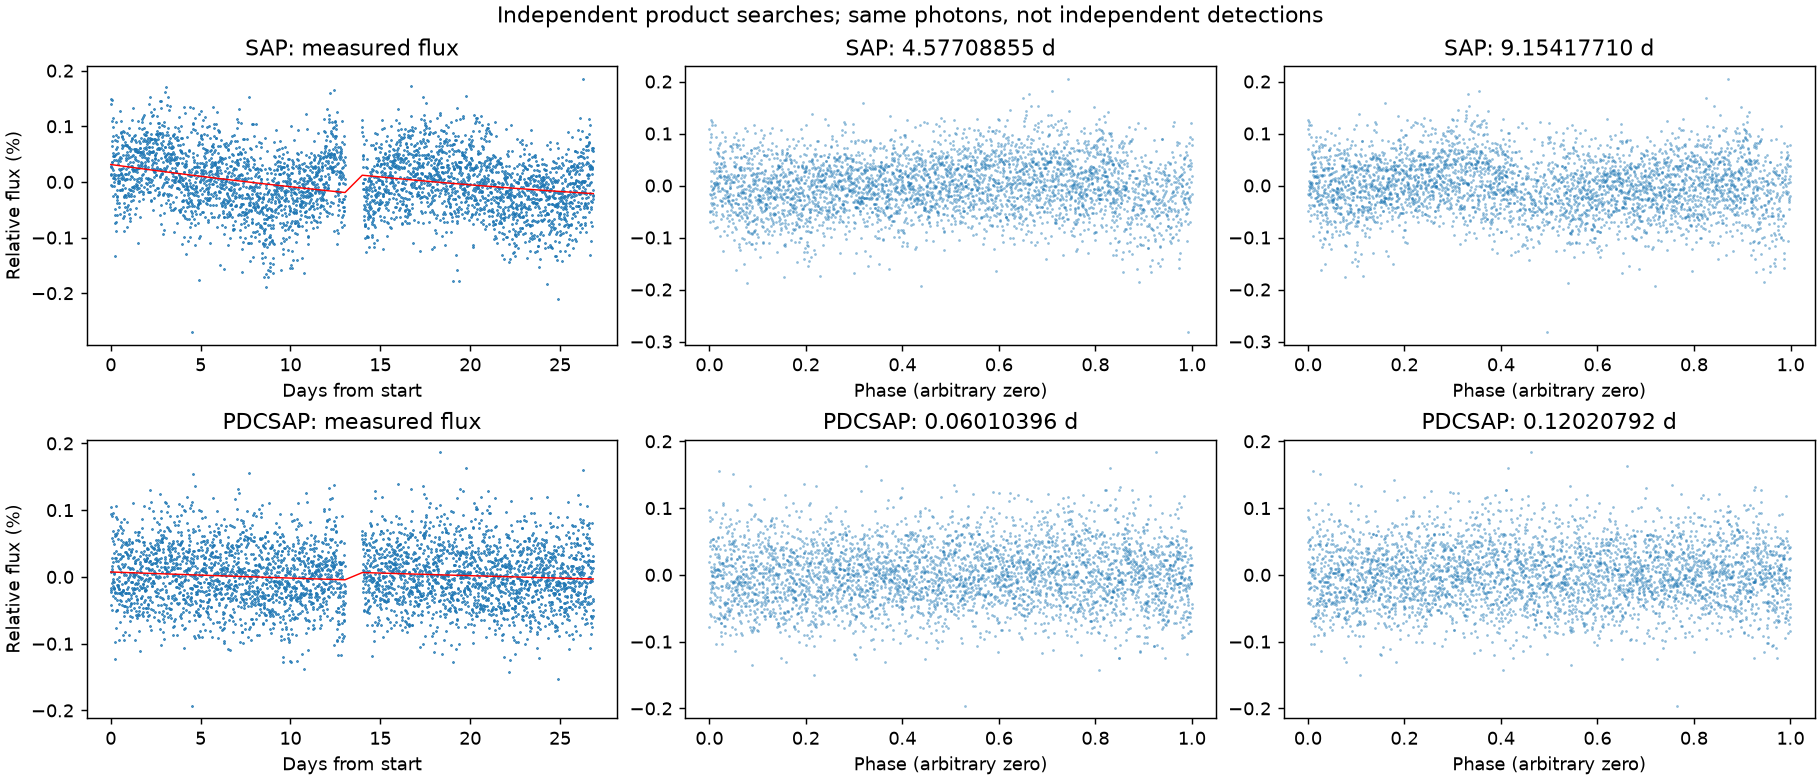 Independent product searches; same photons, not independent detections
SAP: measured flux
SAP: 4.57708855 d
SAP: 9.15417710 d
Relative flux (%)
0.2
0.1
0.0
−0.1
−0.2
0 5 10 15 20 25
Days from start
0.2
0.1
0.0
−0.1
−0.2
−0.3
0.0 0.2 0.4 0.6 0.8 1.0
Phase (arbitrary zero)
0.2
0.1
0.0
−0.1
−0.2
−0.3
0.0 0.2 0.4 0.6 0.8 1.0
Phase (arbitrary zero)
PDCSAP: measured flux
PDCSAP: 0.06010396 d
PDCSAP: 0.12020792 d
Relative flux (%)
0.2
0.1
0.0
−0.1
−0.2
0 5 10 15 20 25
Days from start
0.2
0.1
0.0
−0.1
−0.2
0.0 0.2 0.4 0.6 0.8 1.0
Phase (arbitrary zero)
0.2
0.1
0.0
−0.1
−0.2
0.0 0.2 0.4 0.6 0.8 1.0
Phase (arbitrary zero)